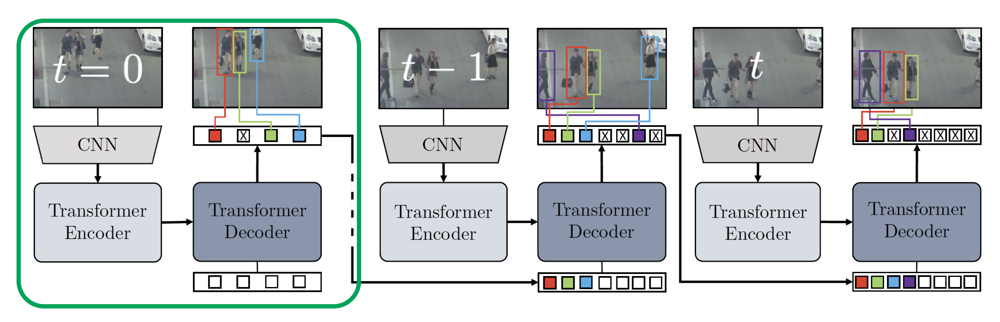 t = 0
t − 1
t
CNN
X
CNN
X X X
CNN
X X X X X
Transformer
Encoder
Transformer
Decoder
Transformer
Encoder
Transformer
Decoder
Transformer
Encoder
Transformer
Decoder